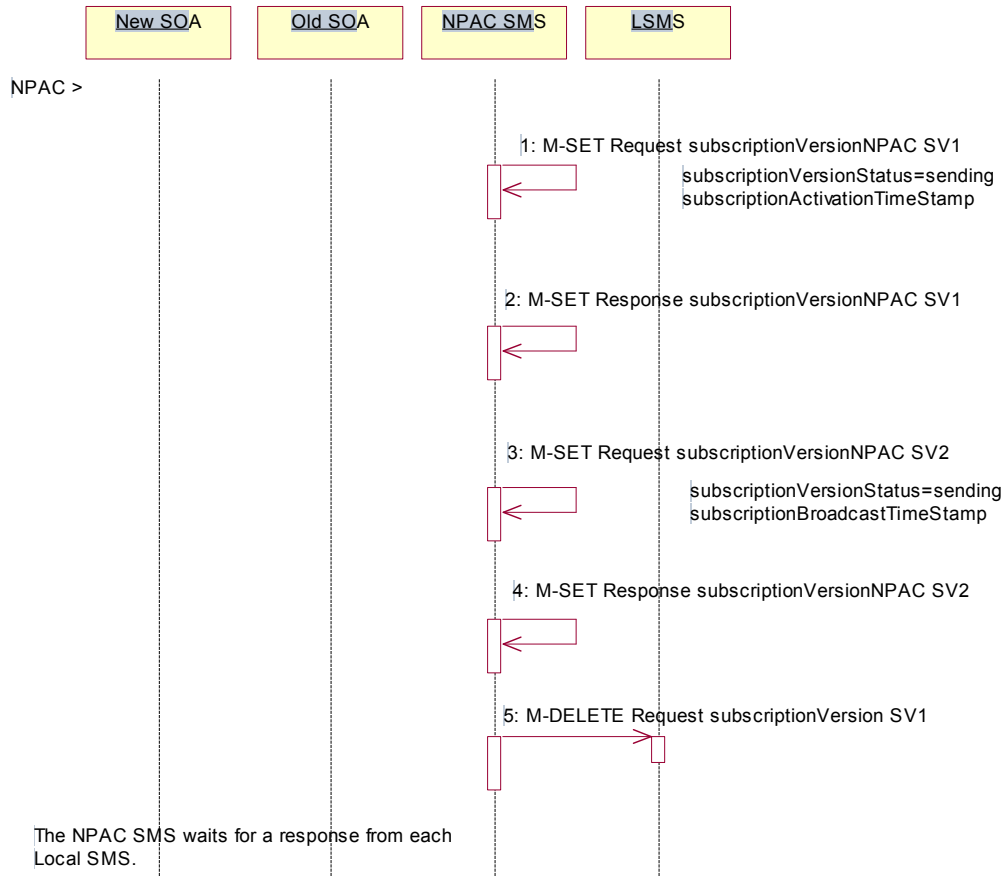 New SOA
Old SOA
NPAC SMS
LSMS
NPAC >
1: M-SET Request subscriptionVersionNPAC SV1
subscriptionVersionStatus=sending
subscriptionActivationTimeStamp
2: M-SET Response subscriptionVersionNPAC SV1
3: M-SET Request subscriptionVersionNPAC SV2
subscriptionVersionStatus=sending
subscriptionBroadcastTimeStamp
4: M-SET Response subscriptionVersionNPAC SV2
5: M-DELETE Request subscriptionVersion SV1
The NPAC SMS waits for a response from each
Local SMS.